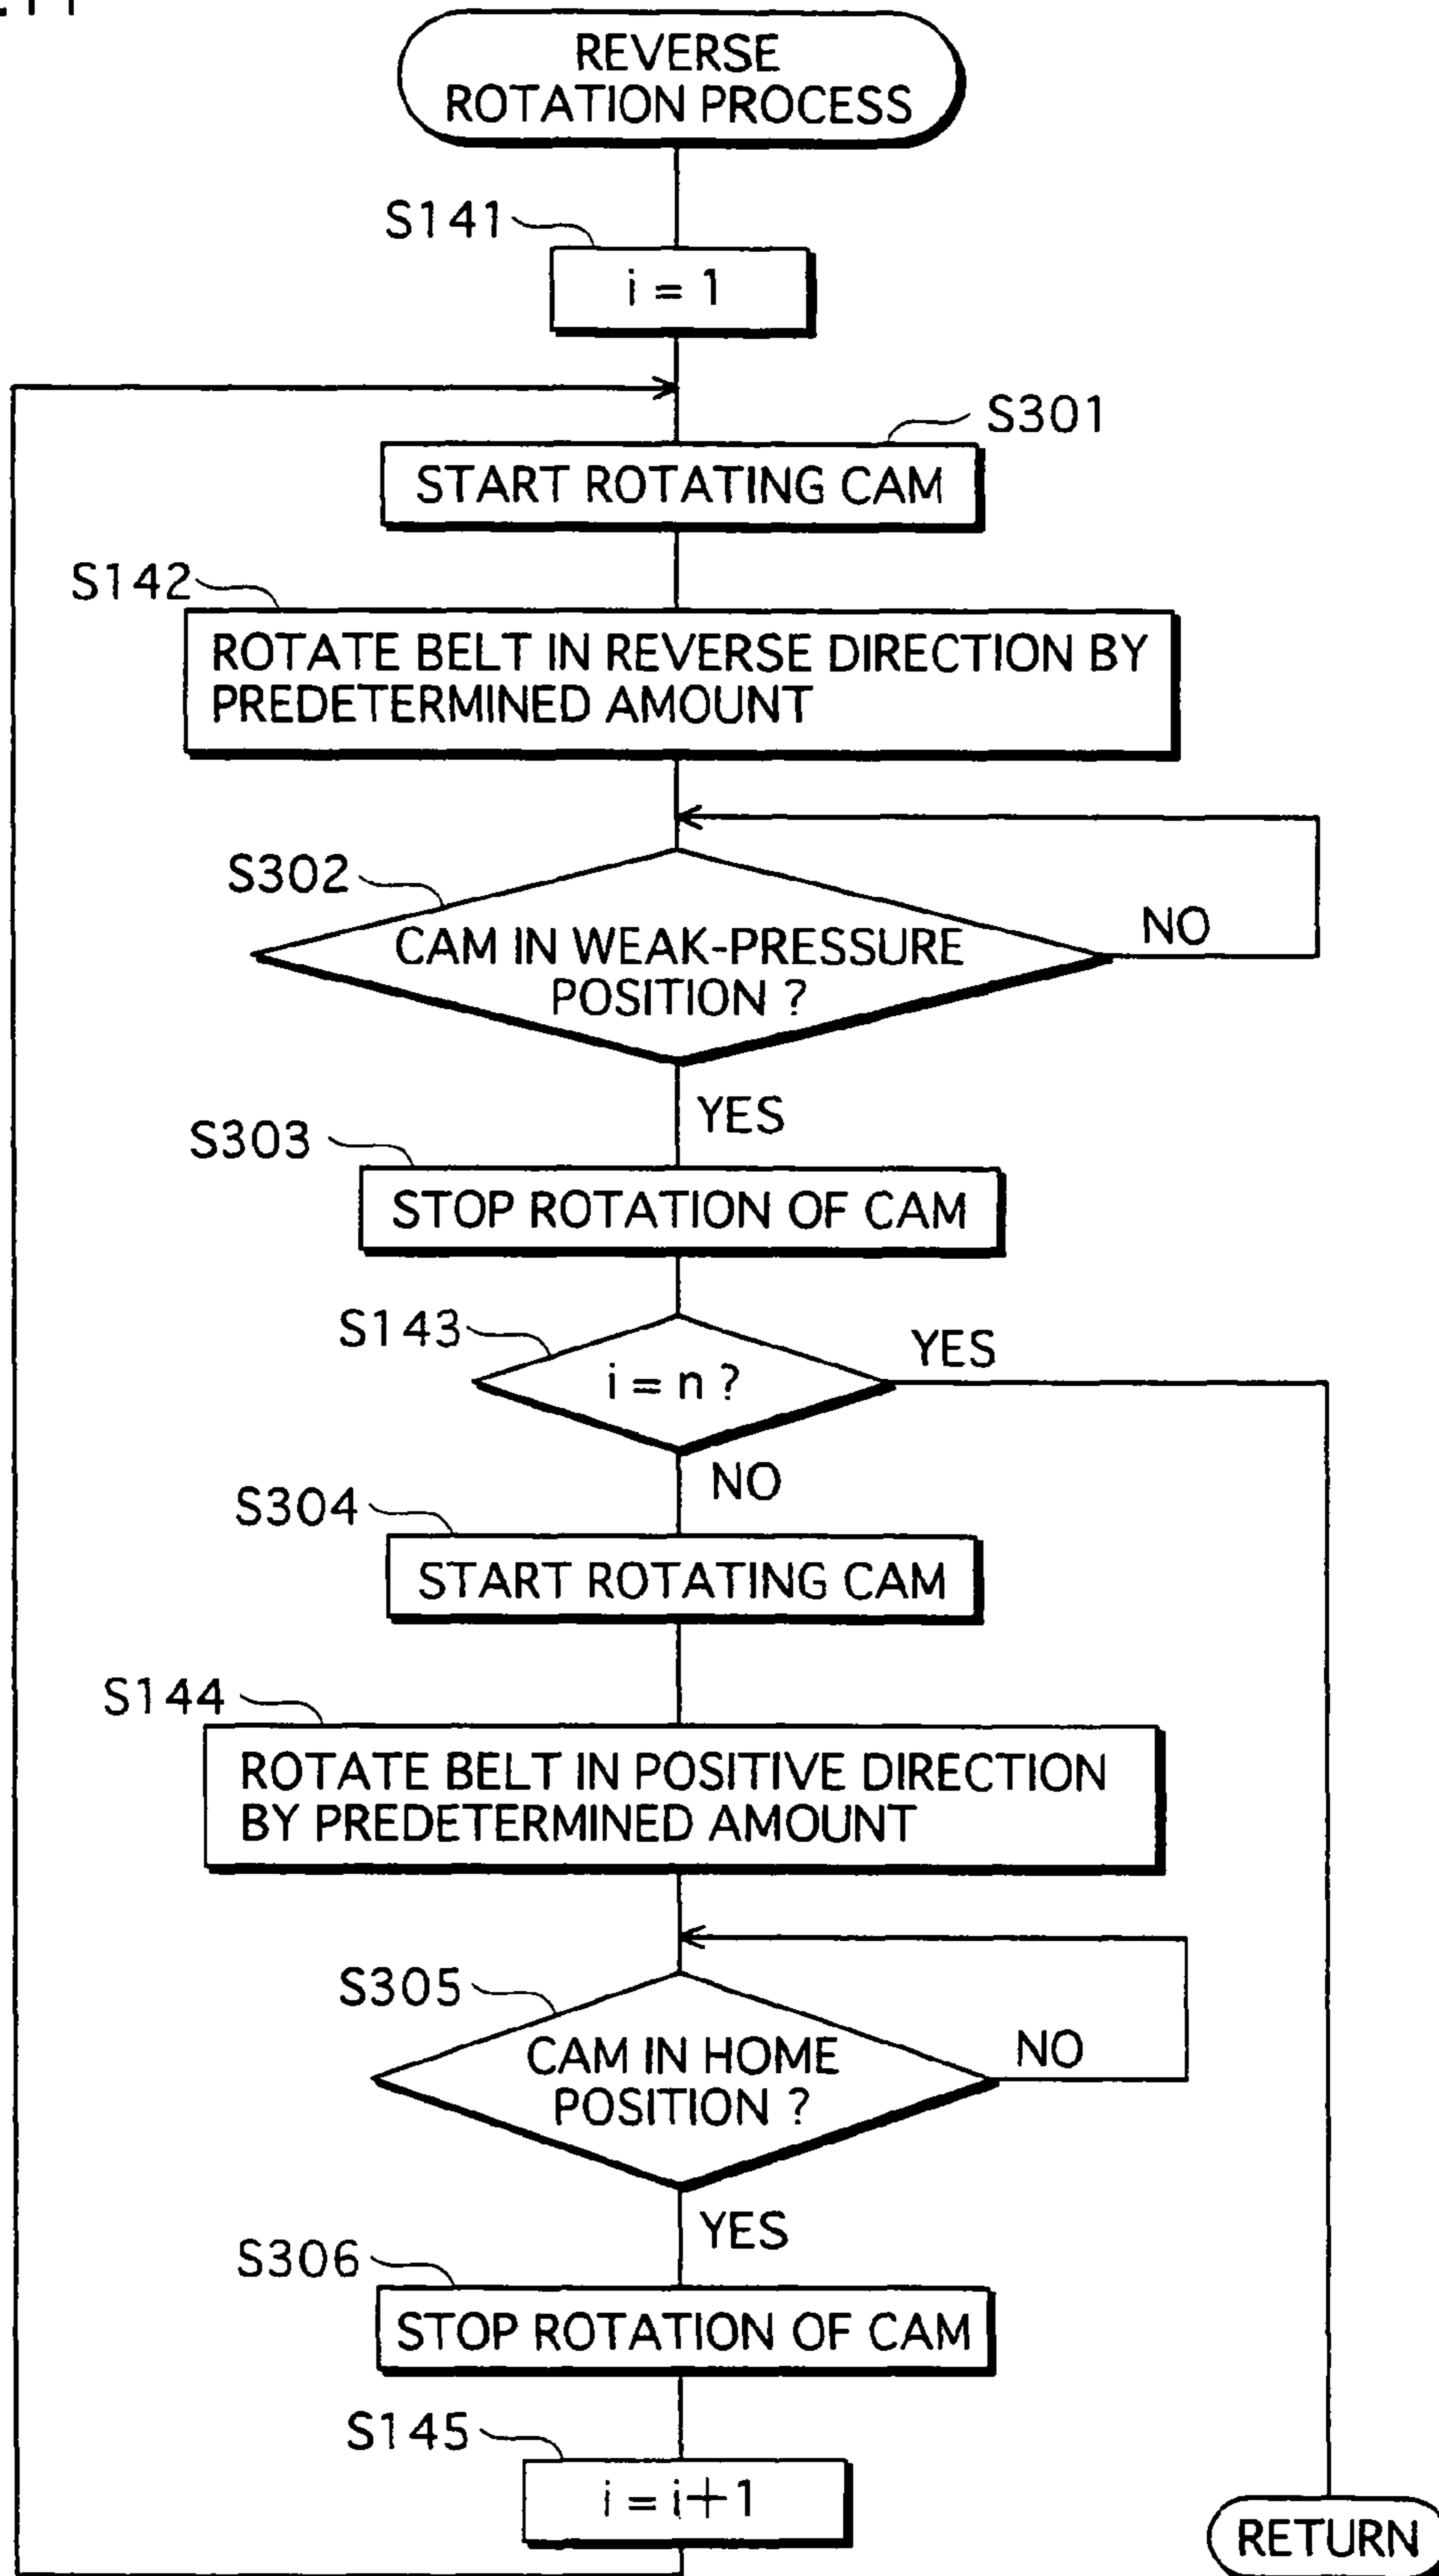 REVERSE
ROTATION PROCESS
S141
i = 1
S301
START ROTATING CAM
S142
ROTATE BELT IN REVERSE DIRECTION BY
PREDETERMINED AMOUNT
S302
CAM IN WEAK-PRESSURE
POSITION ?
NO
YES
S303
STOP ROTATION OF CAM
S143
i = n ?
YES
NO
S304
START ROTATING CAM
S144
ROTATE BELT IN POSITIVE DIRECTION
BY PREDETERMINED AMOUNT
S305
CAM IN HOME
POSITION ?
NO
YES
S306
STOP ROTATION OF CAM
S145
i = i+1
RETURN